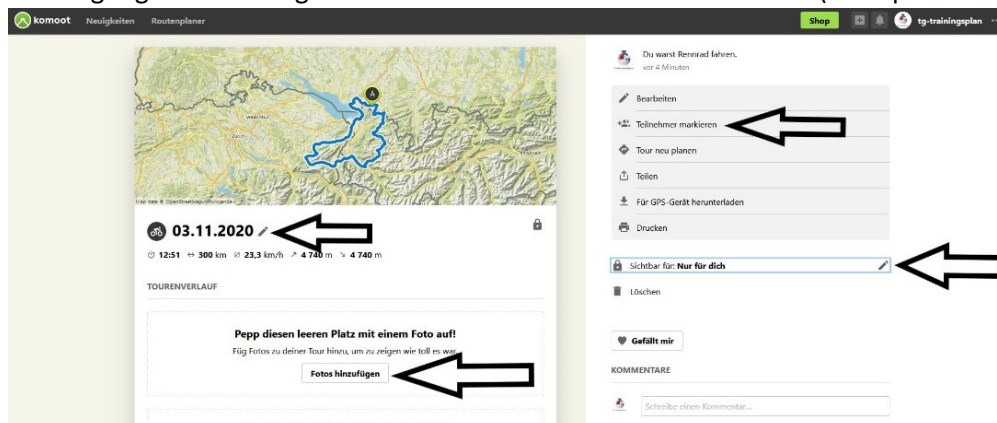 komoot Neuigkeiten Routenplaner Shop tg-trainingsplan
A
Zürich
03.11.2020
12:51 300 km 23,3 km/h 4 740 m 4 740 m
TOURENVERLAUF
Pepp diesen leeren Platz mit einem Foto auf!
Füg Fotos zu deiner Tour hinzu, um zu zeigen wie toll es war.
Fotos hinzufügen
Du warst Rennrad fahren.
vor 4 Minuten
Bearbeiten
Teilnehmer markieren
Tour neu planen
Teilen
Für GPS-Gerät herunterladen
Drucken
Sichtbar für: Nur für dich
Löschen
Gefällt mir
KOMMENTARE
Schreibe einen Kommentar...